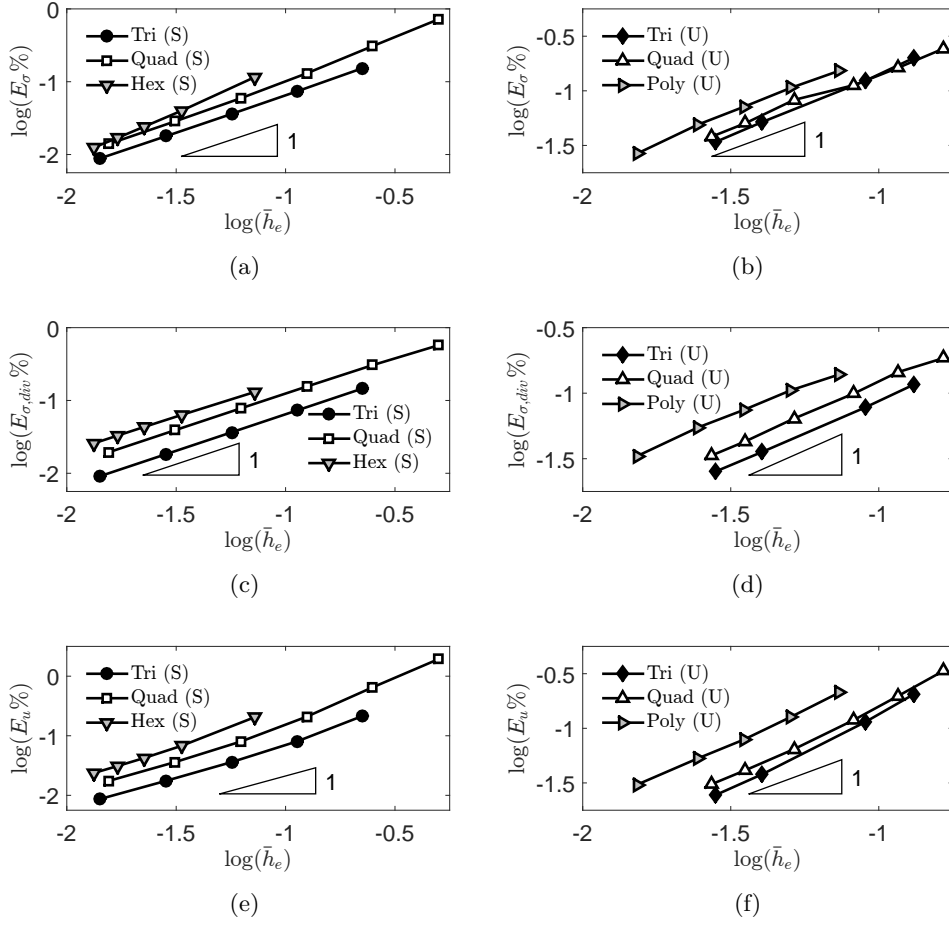 0
-1
-2
log(E_σ%)
Tri (S)
Quad (S)
Hex (S)
1
-2
-1.5
-1
-0.5
log(h̄_e)
(a)
-0.5
-1
-1.5
log(E_σ%)
Tri (U)
Quad (U)
Poly (U)
1
-2
-1.5
-1
log(h̄_e)
(b)
0
-1
-2
log(E_σ,div%)
Tri (S)
Quad (S)
Hex (S)
1
-2
-1.5
-1
-0.5
log(h̄_e)
(c)
-0.5
-1
-1.5
log(E_σ,div%)
Tri (U)
Quad (U)
Poly (U)
1
-2
-1.5
-1
log(h̄_e)
(d)
0
-1
-2
log(E_u%)
Tri (S)
Quad (S)
Hex (S)
1
-2
-1.5
-1
-0.5
log(h̄_e)
(e)
-0.5
-1
-1.5
log(E_u%)
Tri (U)
Quad (U)
Poly (U)
1
-2
-1.5
-1
log(h̄_e)
(f)